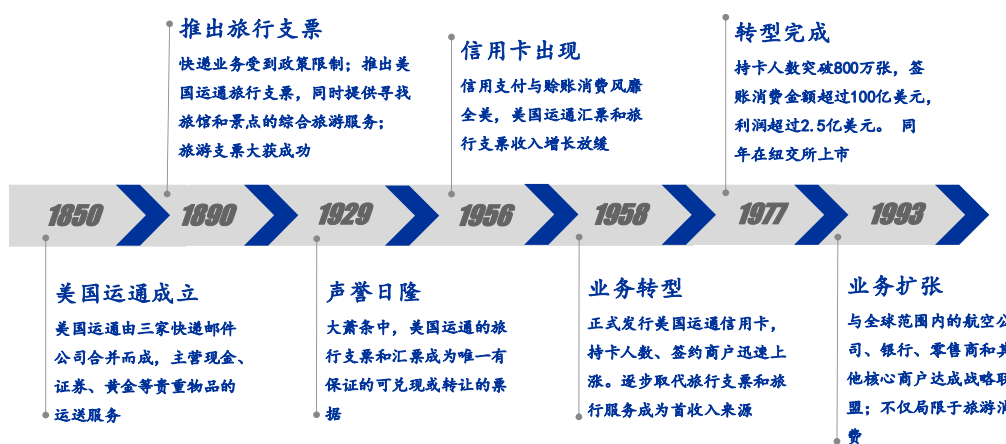 推出旅行支票
快递业务受到政策限制；推出美
国运通旅行支票，同时提供寻找
旅馆和景点的综合旅游服务；
旅游支票大获成功
信用卡出现
信用支付与赊账消费风靡
全美，美国运通汇票和旅
行支票收入增长放缓
转型完成
持卡人数突破800万张，签
账消费金额超过100亿美元，
利润超过2.5亿美元。 同
年在纽交所上市
1850
1890
1929
1956
1958
1977
1993
美国运通成立
美国运通由三家快递邮件
公司合并而成，主营现金、
证券、黄金等贵重物品的
运送服务
声誉日隆
大萧条中，美国运通的旅
行支票和汇票成为唯一有
保证的可兑现或转让的票
据
业务转型
正式发行美国运通信用卡，
持卡人数、签约商户迅速上
涨。逐步取代旅行支票和旅
行服务成为首收入来源
业务扩张
与全球范围内的航空公
司、银行、零售商和其
他核心商户达成战略联
盟；不仅局限于旅游消
费